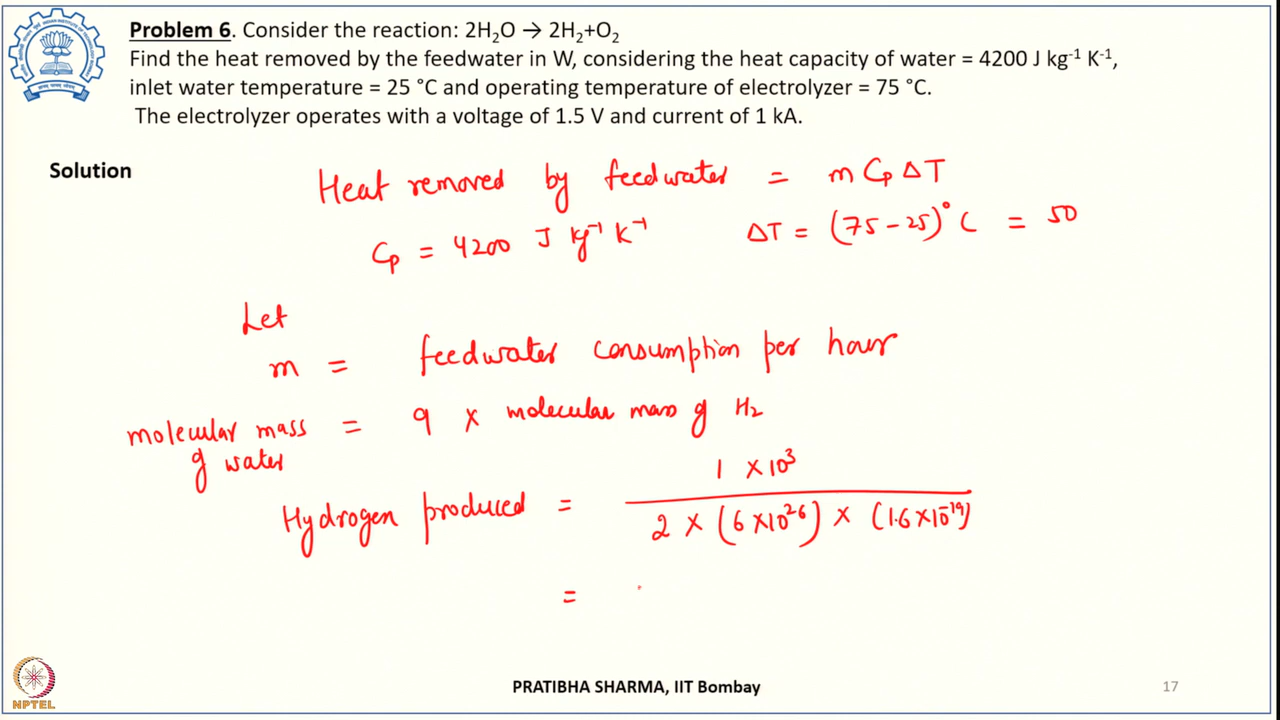 Problem 6. Consider the reaction: 2H₂O → 2H₂+O₂
Find the heat removed by the feedwater in W, considering the heat capacity of water = 4200 J kg⁻¹ K⁻¹,
inlet water temperature = 25 °C and operating temperature of electrolyzer = 75 °C.
The electrolyzer operates with a voltage of 1.5 V and current of 1 kA.
Solution
Heat removed by feedwater = m Cp ΔT
Cp = 4200 J kg⁻¹ K⁻¹ ΔT = (75 - 25)° C = 50
Let
m = feedwater consumption per hour
molecular mass of water = 9 × molecular mass of H₂
Hydrogen produced = 1 × 10³ / 2 × (6 × 10²⁶) × (1.6 × 10⁻¹⁹)
=
NPTEL
PRATIBHA SHARMA, IIT Bombay
17